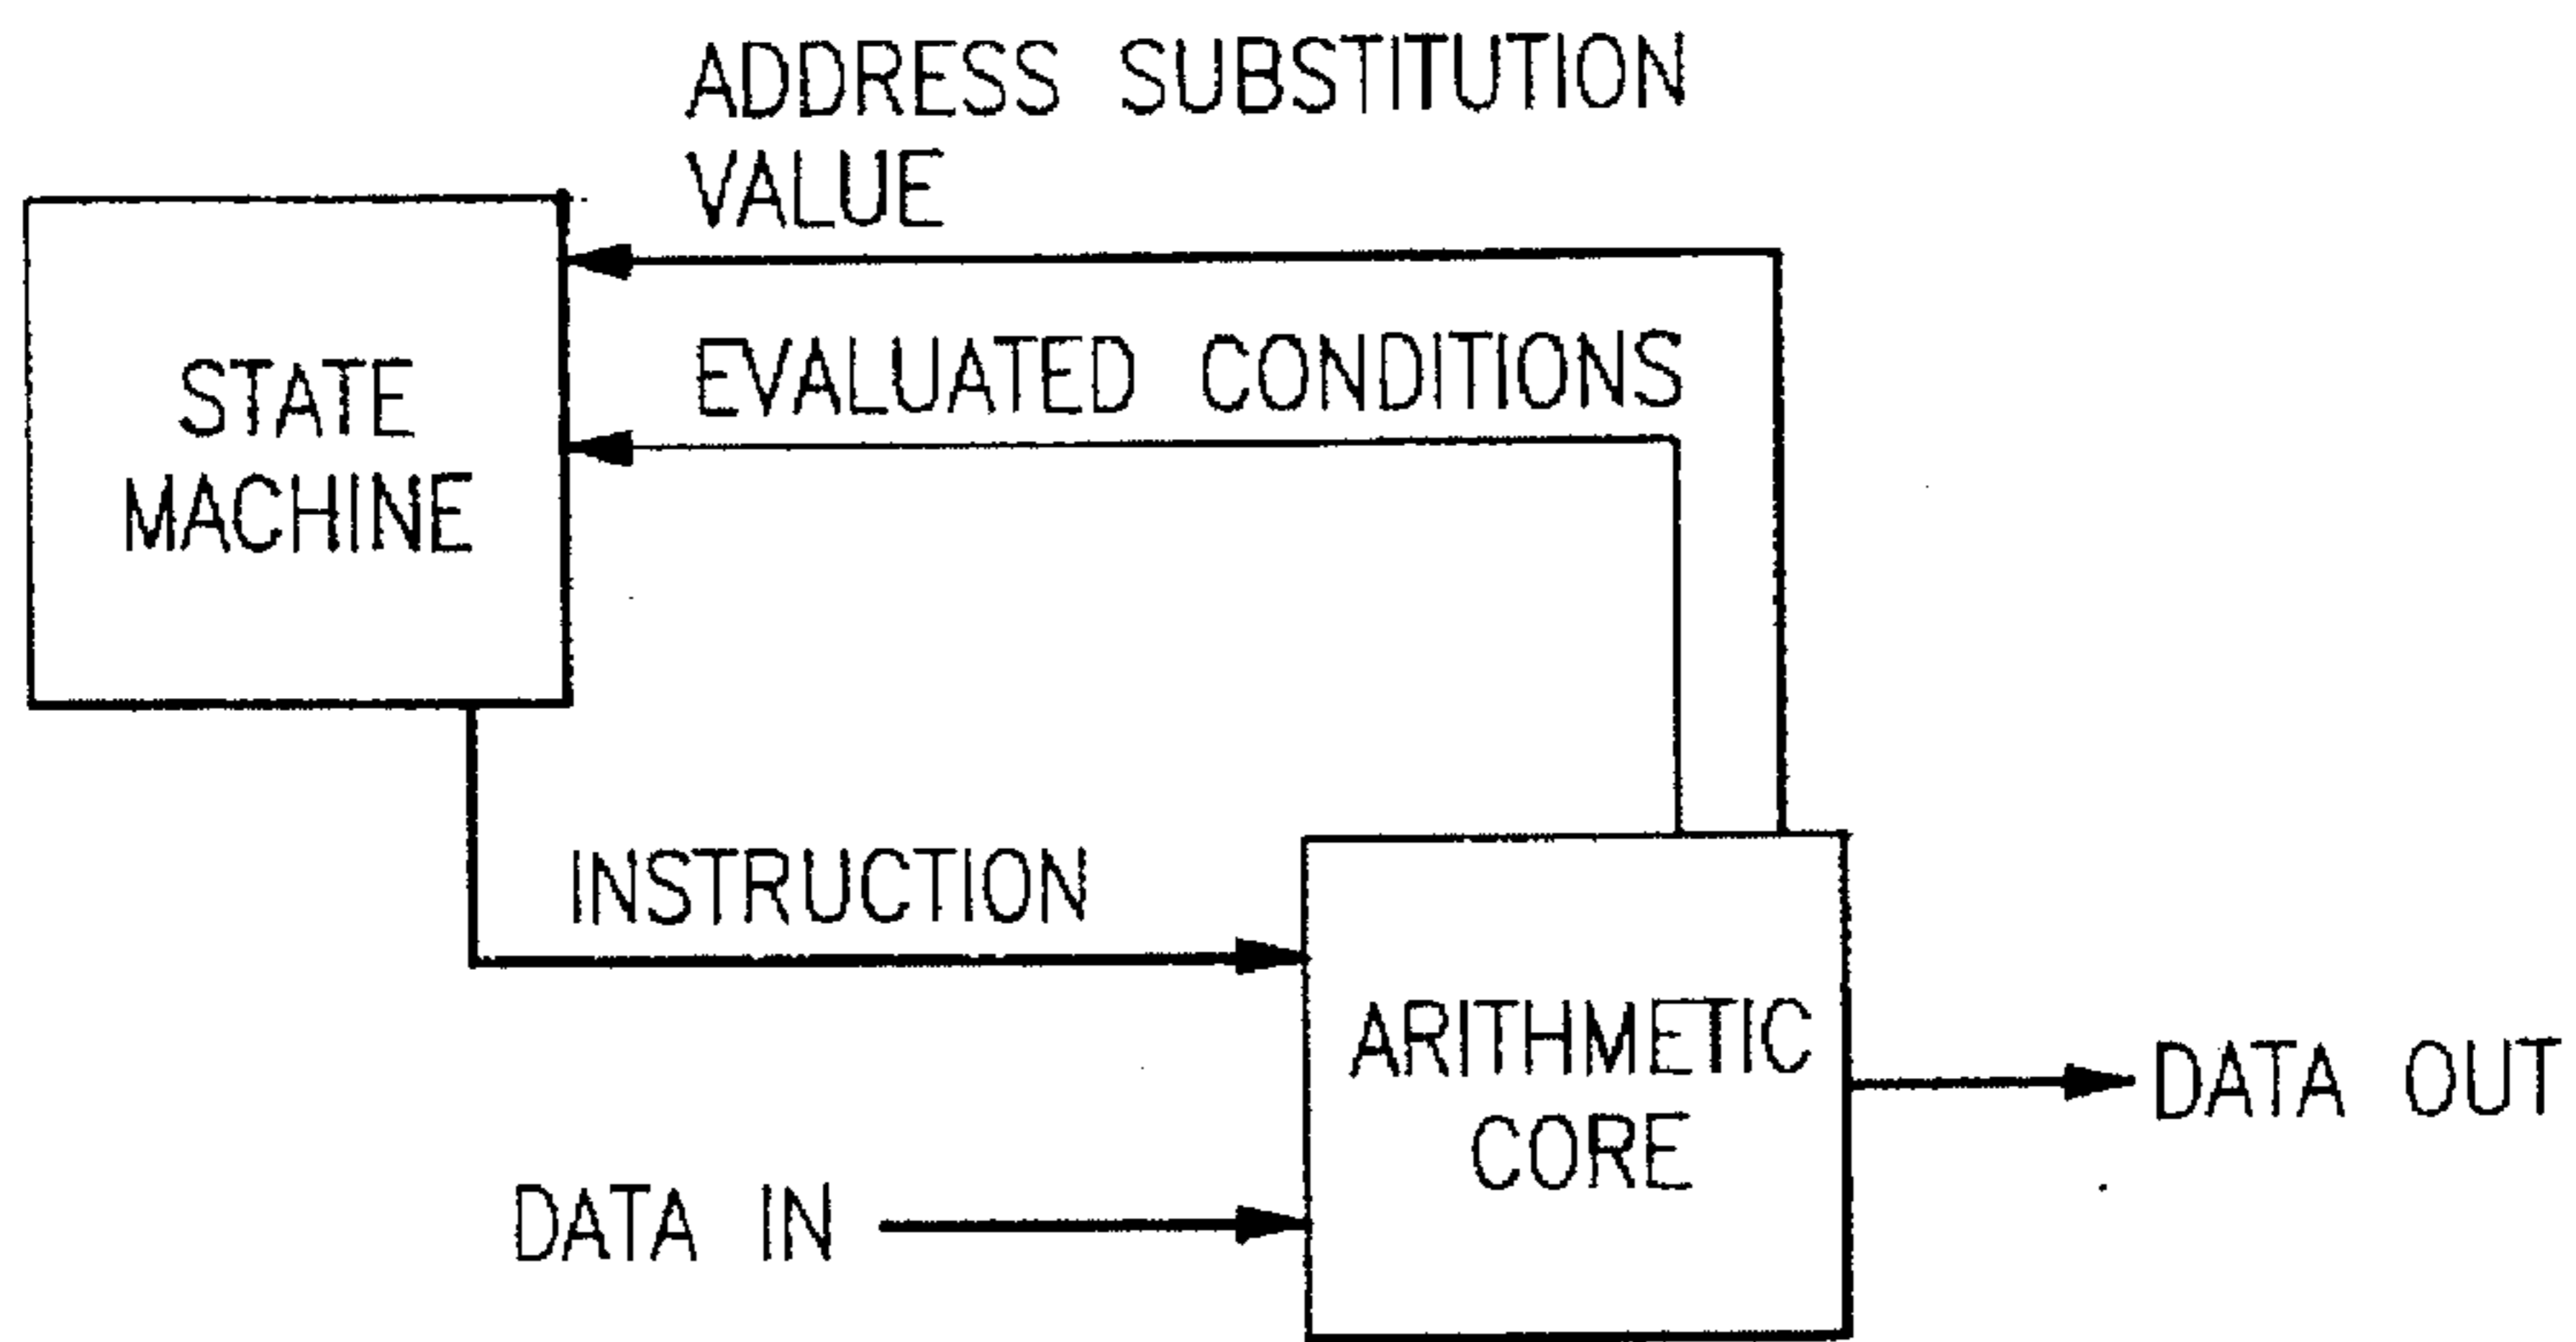 ADDRESS SUBSTITUTION
VALUE
EVALUATED CONDITIONS
STATE
MACHINE
INSTRUCTION
ARITHMETIC
CORE
DATA OUT
DATA IN